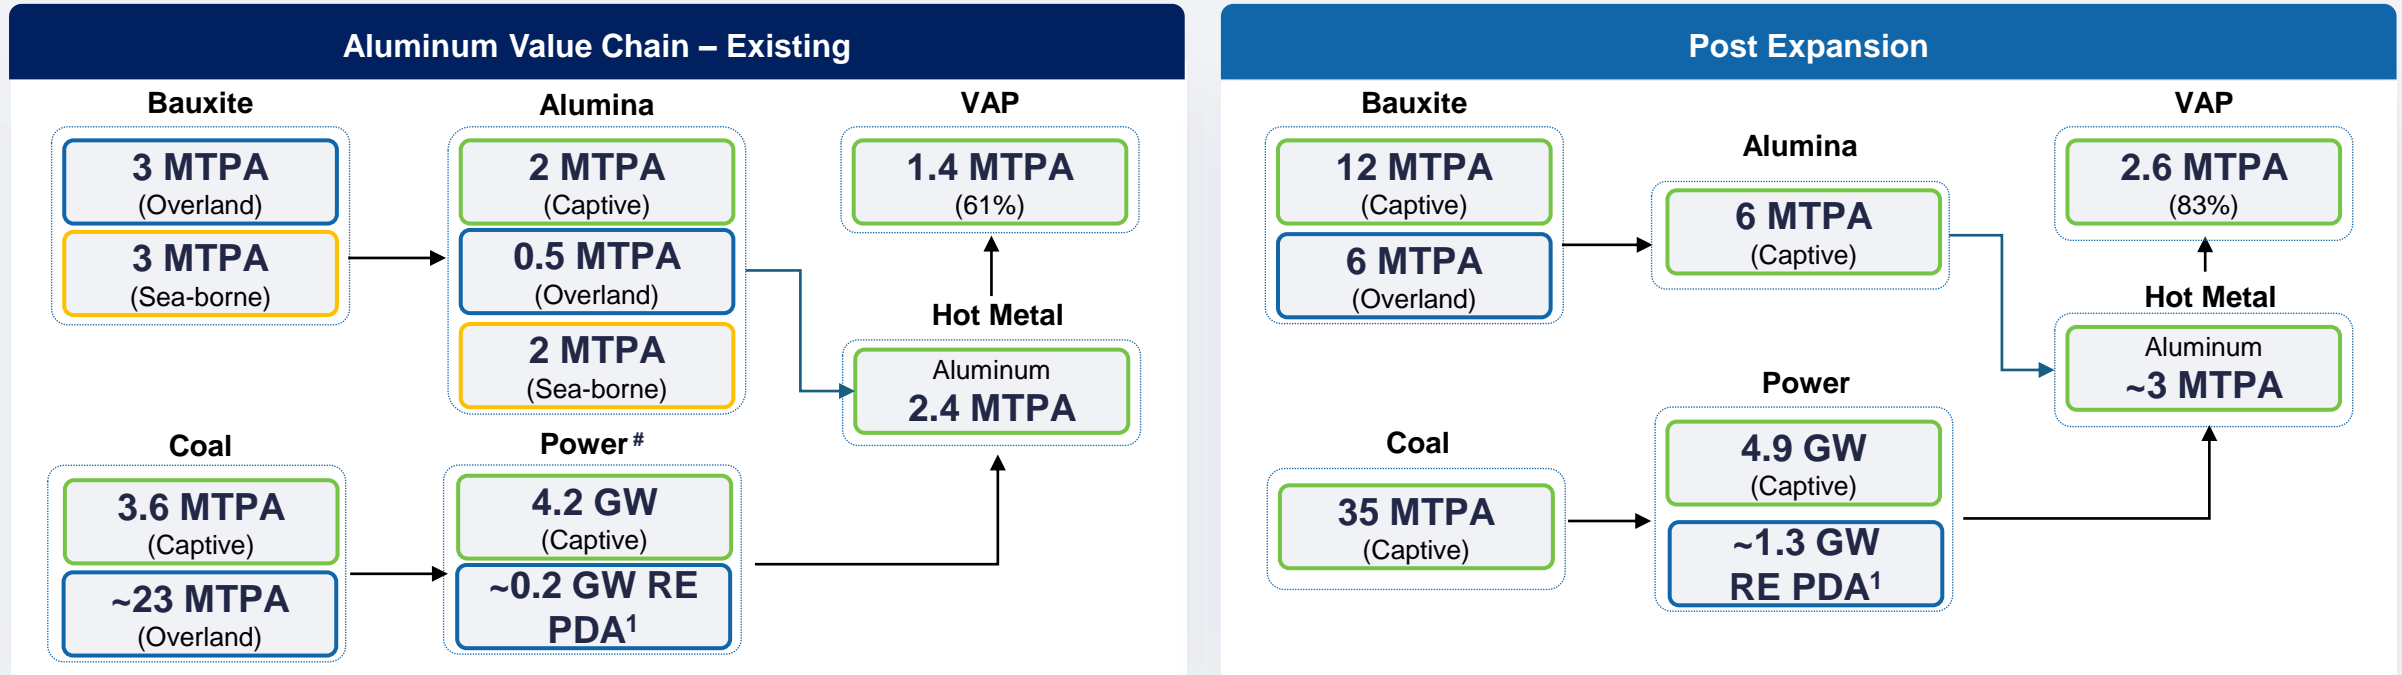 Aluminum Value Chain – Existing
Bauxite
3 MTPA
(Overland)
3 MTPA
(Sea-borne)
Alumina
2 MTPA
(Captive)
0.5 MTPA
(Overland)
2 MTPA
(Sea-borne)
VAP
1.4 MTPA
(61%)
Hot Metal
Aluminum
2.4 MTPA
Coal
3.6 MTPA
(Captive)
~23 MTPA
(Overland)
Power #
4.2 GW
(Captive)
~0.2 GW RE
PDA¹
Post Expansion
Bauxite
12 MTPA
(Captive)
6 MTPA
(Overland)
Alumina
6 MTPA
(Captive)
VAP
2.6 MTPA
(83%)
Hot Metal
Aluminum
~3 MTPA
Coal
35 MTPA
(Captive)
Power
4.9 GW
(Captive)
~1.3 GW
RE PDA¹